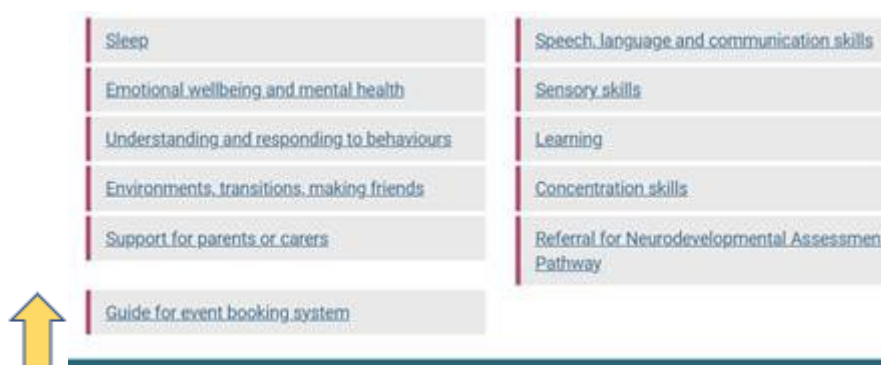 Sleep
Emotional wellbeing and mental health
Understanding and responding to behaviours
Environments, transitions, making friends
Support for parents or carers
Guide for event booking system
Speech, language and communication skills
Sensory skills
Learning
Concentration skills
Referral for Neurodevelopmental Assessmen
Pathway